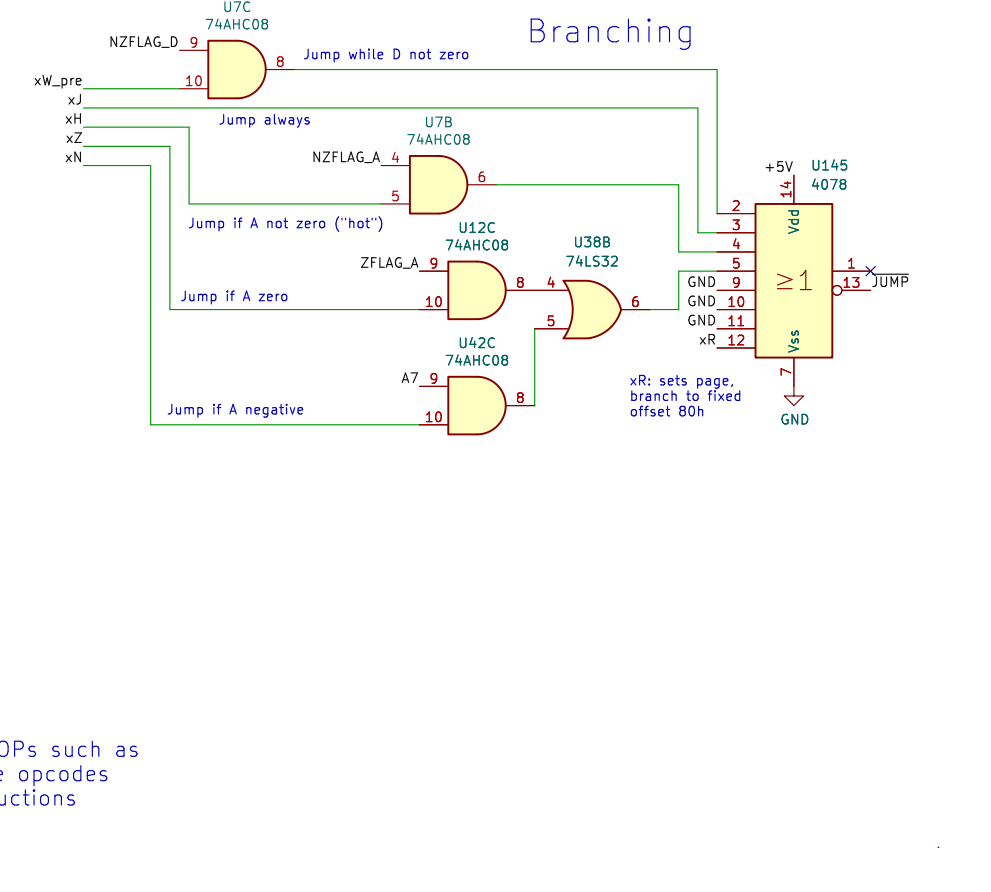 U7C
74AHC08
Branching
NZFLAG_D
9
8
10
Jump while D not zero
xW_pre
xJ
xH
xZ
xN
Jump always
U7B
74AHC08
NZFLAG_A
4
6
5
Jump if A not zero ("hot")
+5V
U145
4078
14
Vdd
2
3
4
5
GND
9
GND
10
GND
11
xR
12
≥1
1
13
JUMP
Vss
7
GND
U12C
74AHC08
ZFLAG_A
9
8
10
Jump if A zero
U38B
74LS32
4
6
5
U42C
74AHC08
A7
9
8
10
Jump if A negative
xR: sets page,
branch to fixed
offset 80h
OPs such as
e opcodes
uctions